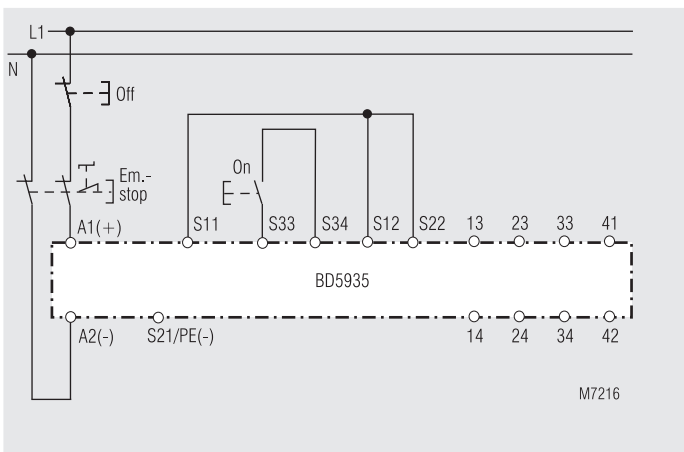 L1
N
Off
Em.-
stop
On
A1(+)
S11
S33
S34
S12
S22
13
23
33
41
BD5935
A2(-)
S21/PE(-)
14
24
34
42
M7216